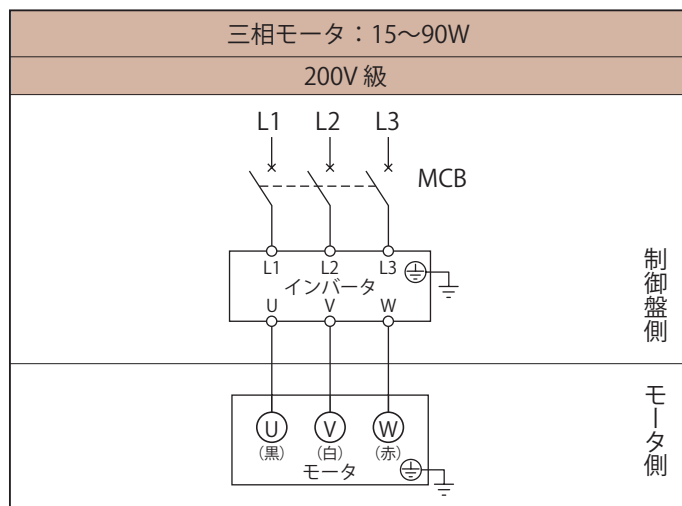 三相モータ：15～90W
200V 級
L1 L2 L3
MCB
L1 L2 L3
インバータ
U V W
制御盤側
U V W
(黒) (白) (赤)
モータ
モータ側